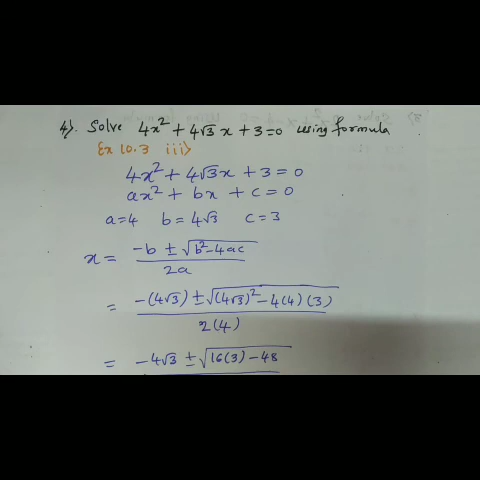 4). Solve 4x² + 4√3 x + 3 = 0 using formula
Ex 10.3 iii)
4x² + 4√3x + 3 = 0
ax² + bx + c = 0
a = 4 b = 4√3 c = 3
x = -b ± √b² - 4ac / 2a
= -(4√3) ± √(4√3)² - 4(4)(3) / 2(4)
= -4√3 ± √16(3) - 48